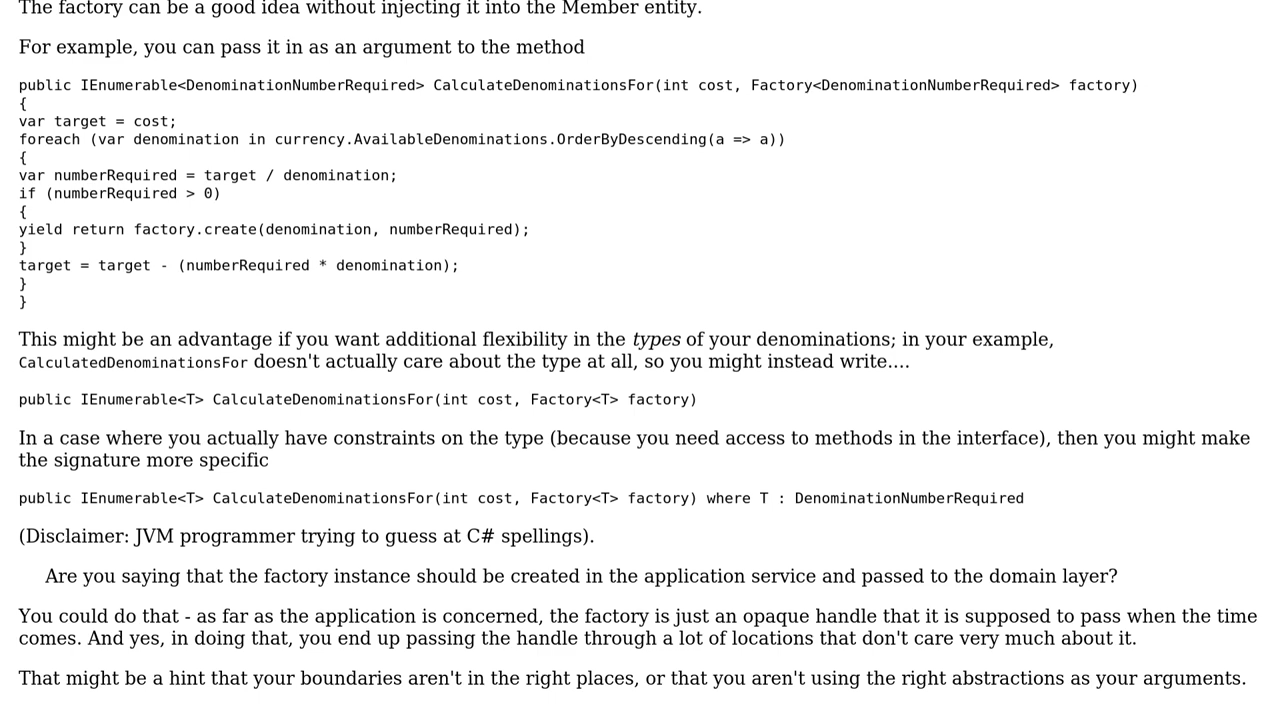 The factory can be a good idea without injecting it into the Member entity.
For example, you can pass it in as an argument to the method
public IEnumerable<DenominationNumberRequired> CalculateDenominationsFor(int cost, Factory<DenominationNumberRequired> factory)
{
var target = cost;
foreach (var denomination in currency.AvailableDenominations.OrderByDescending(a => a))
{
var numberRequired = target / denomination;
if (numberRequired > 0)
{
yield return factory.create(denomination, numberRequired);
}
target = target - (numberRequired * denomination);
}
}
This might be an advantage if you want additional flexibility in the types of your denominations; in your example,
CalculatedDenominationsFor doesn't actually care about the type at all, so you might instead write....
public IEnumerable<T> CalculateDenominationsFor(int cost, Factory<T> factory)
In a case where you actually have constraints on the type (because you need access to methods in the interface), then you might make
the signature more specific
public IEnumerable<T> CalculateDenominationsFor(int cost, Factory<T> factory) where T : DenominationNumberRequired
(Disclaimer: JVM programmer trying to guess at C# spellings).
Are you saying that the factory instance should be created in the application service and passed to the domain layer?
You could do that - as far as the application is concerned, the factory is just an opaque handle that it is supposed to pass when the time
comes. And yes, in doing that, you end up passing the handle through a lot of locations that don't care very much about it.
That might be a hint that your boundaries aren't in the right places, or that you aren't using the right abstractions as your arguments.